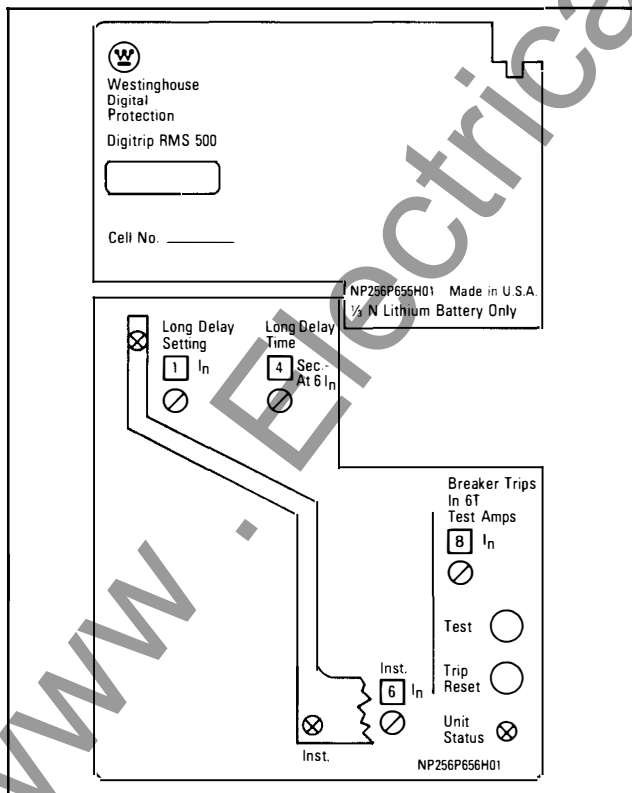 W
Westinghouse
Digital
Protection
Digitrip RMS 500
Cell No.
NP256P655H01 Made in U.S.A.
⅓ N Lithium Battery Only
Long Delay
Setting
1 In
Long Delay
Time
4 Sec.
At 6 In
Breaker Trips
In 6T
Test Amps
8 In
Test
Trip
Reset
Unit
Status
Inst.
6 In
Inst.
NP256P656H01
www . Electrica